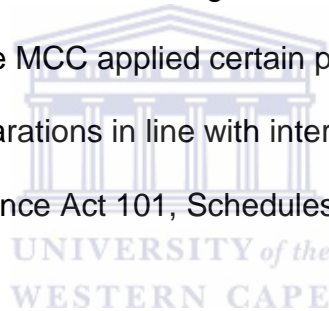 e MCC applied certain p
arations in line with inter
nce Act 101, Schedules
UNIVERSITY of the
WESTERN CAPE